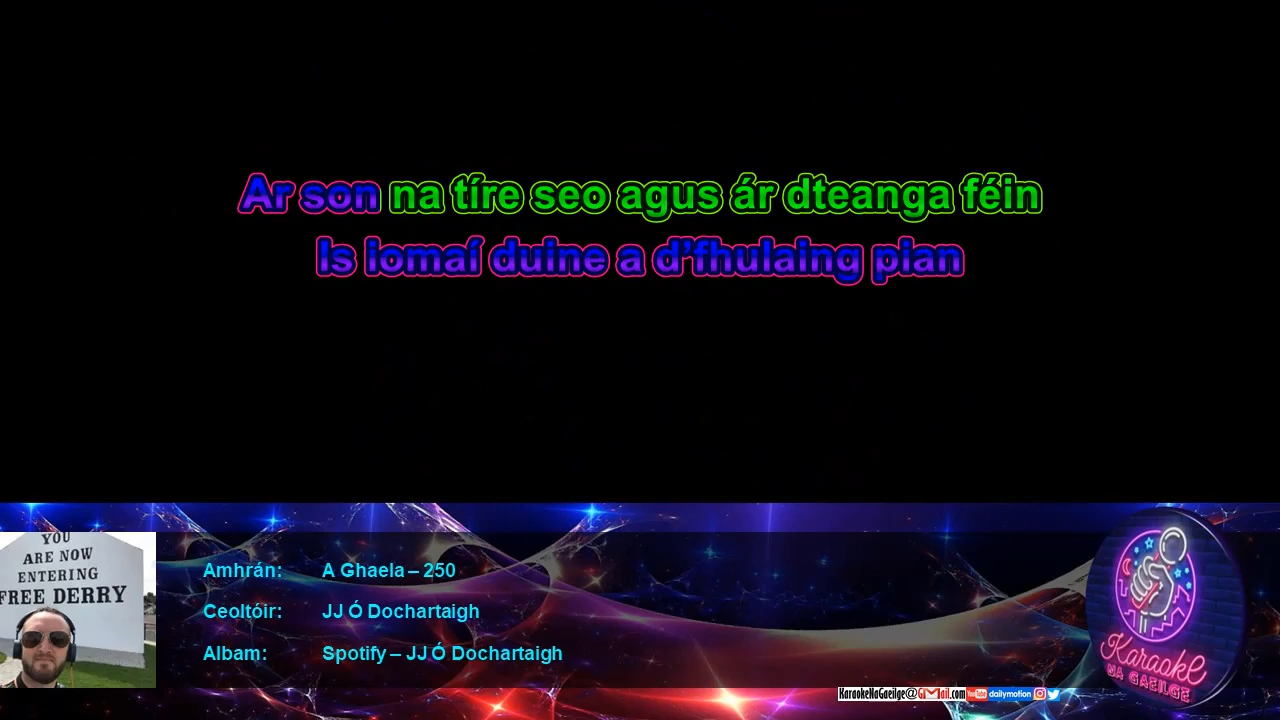 Ar son na tíre seo agus ár dteanga féin
Is iomaí duine a d’fhulaing pian
YOU
ARE NOW
ENTERING
FREE DERRY
Amhrán: A Ghaela – 250
Ceoltóir: JJ Ó Dochartaigh
Albam: Spotify – JJ Ó Dochartaigh
Karaoke
NA GAEILGE
KaraokeNaGaeilge@GMail.com YouTube dailymotion